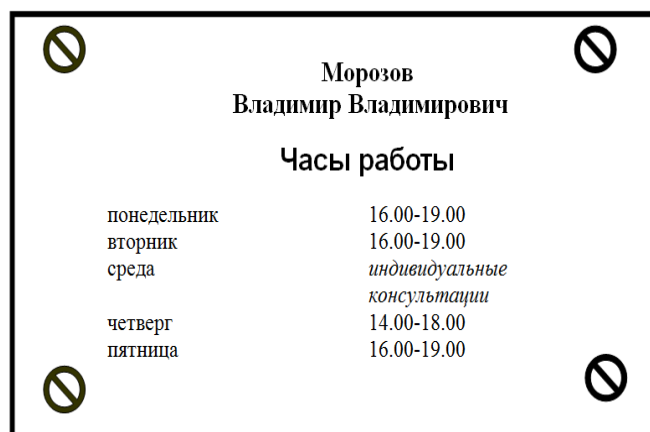 Морозов
Владимир Владимирович
Часы работы
понедельник 16.00-19.00
вторник 16.00-19.00
среда индивидуальные
консультации
четверг 14.00-18.00
пятница 16.00-19.00